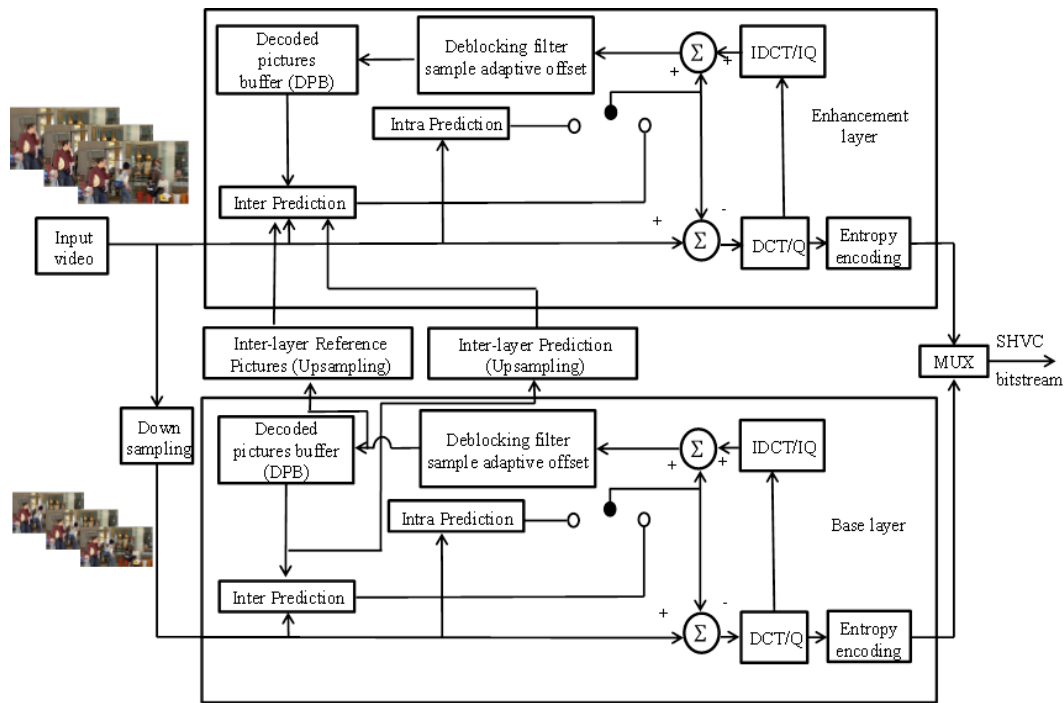 Decoded
pictures
buffer (DPB)
Deblocking filter
sample adaptive offset
+
Σ
+
IDCT/IQ
Intra Prediction
Enhancement
layer
Inter Prediction
Input
video
+
-
Σ
DCT/Q
Entropy
encoding
Inter-layer Reference
Pictures (Upsampling)
Inter-layer Prediction
(Upsampling)
MUX
SHVC
bitstream
Down
sampling
Decoded
pictures buffer
(DPB)
Deblocking filter
sample adaptive offset
+
Σ
+
IDCT/IQ
Intra Prediction
Base layer
Inter Prediction
+
-
Σ
DCT/Q
Entropy
encoding